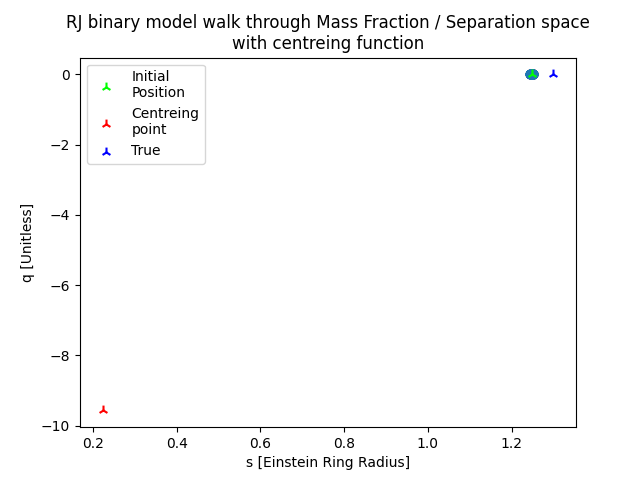 RJ binary model walk through Mass Fraction / Separation space
with centreing function
Initial
Position
Centreing
point
True
0
−2
−4
−6
−8
−10
q [Unitless]
0.2
0.4
0.6
0.8
1.0
1.2
s [Einstein Ring Radius]